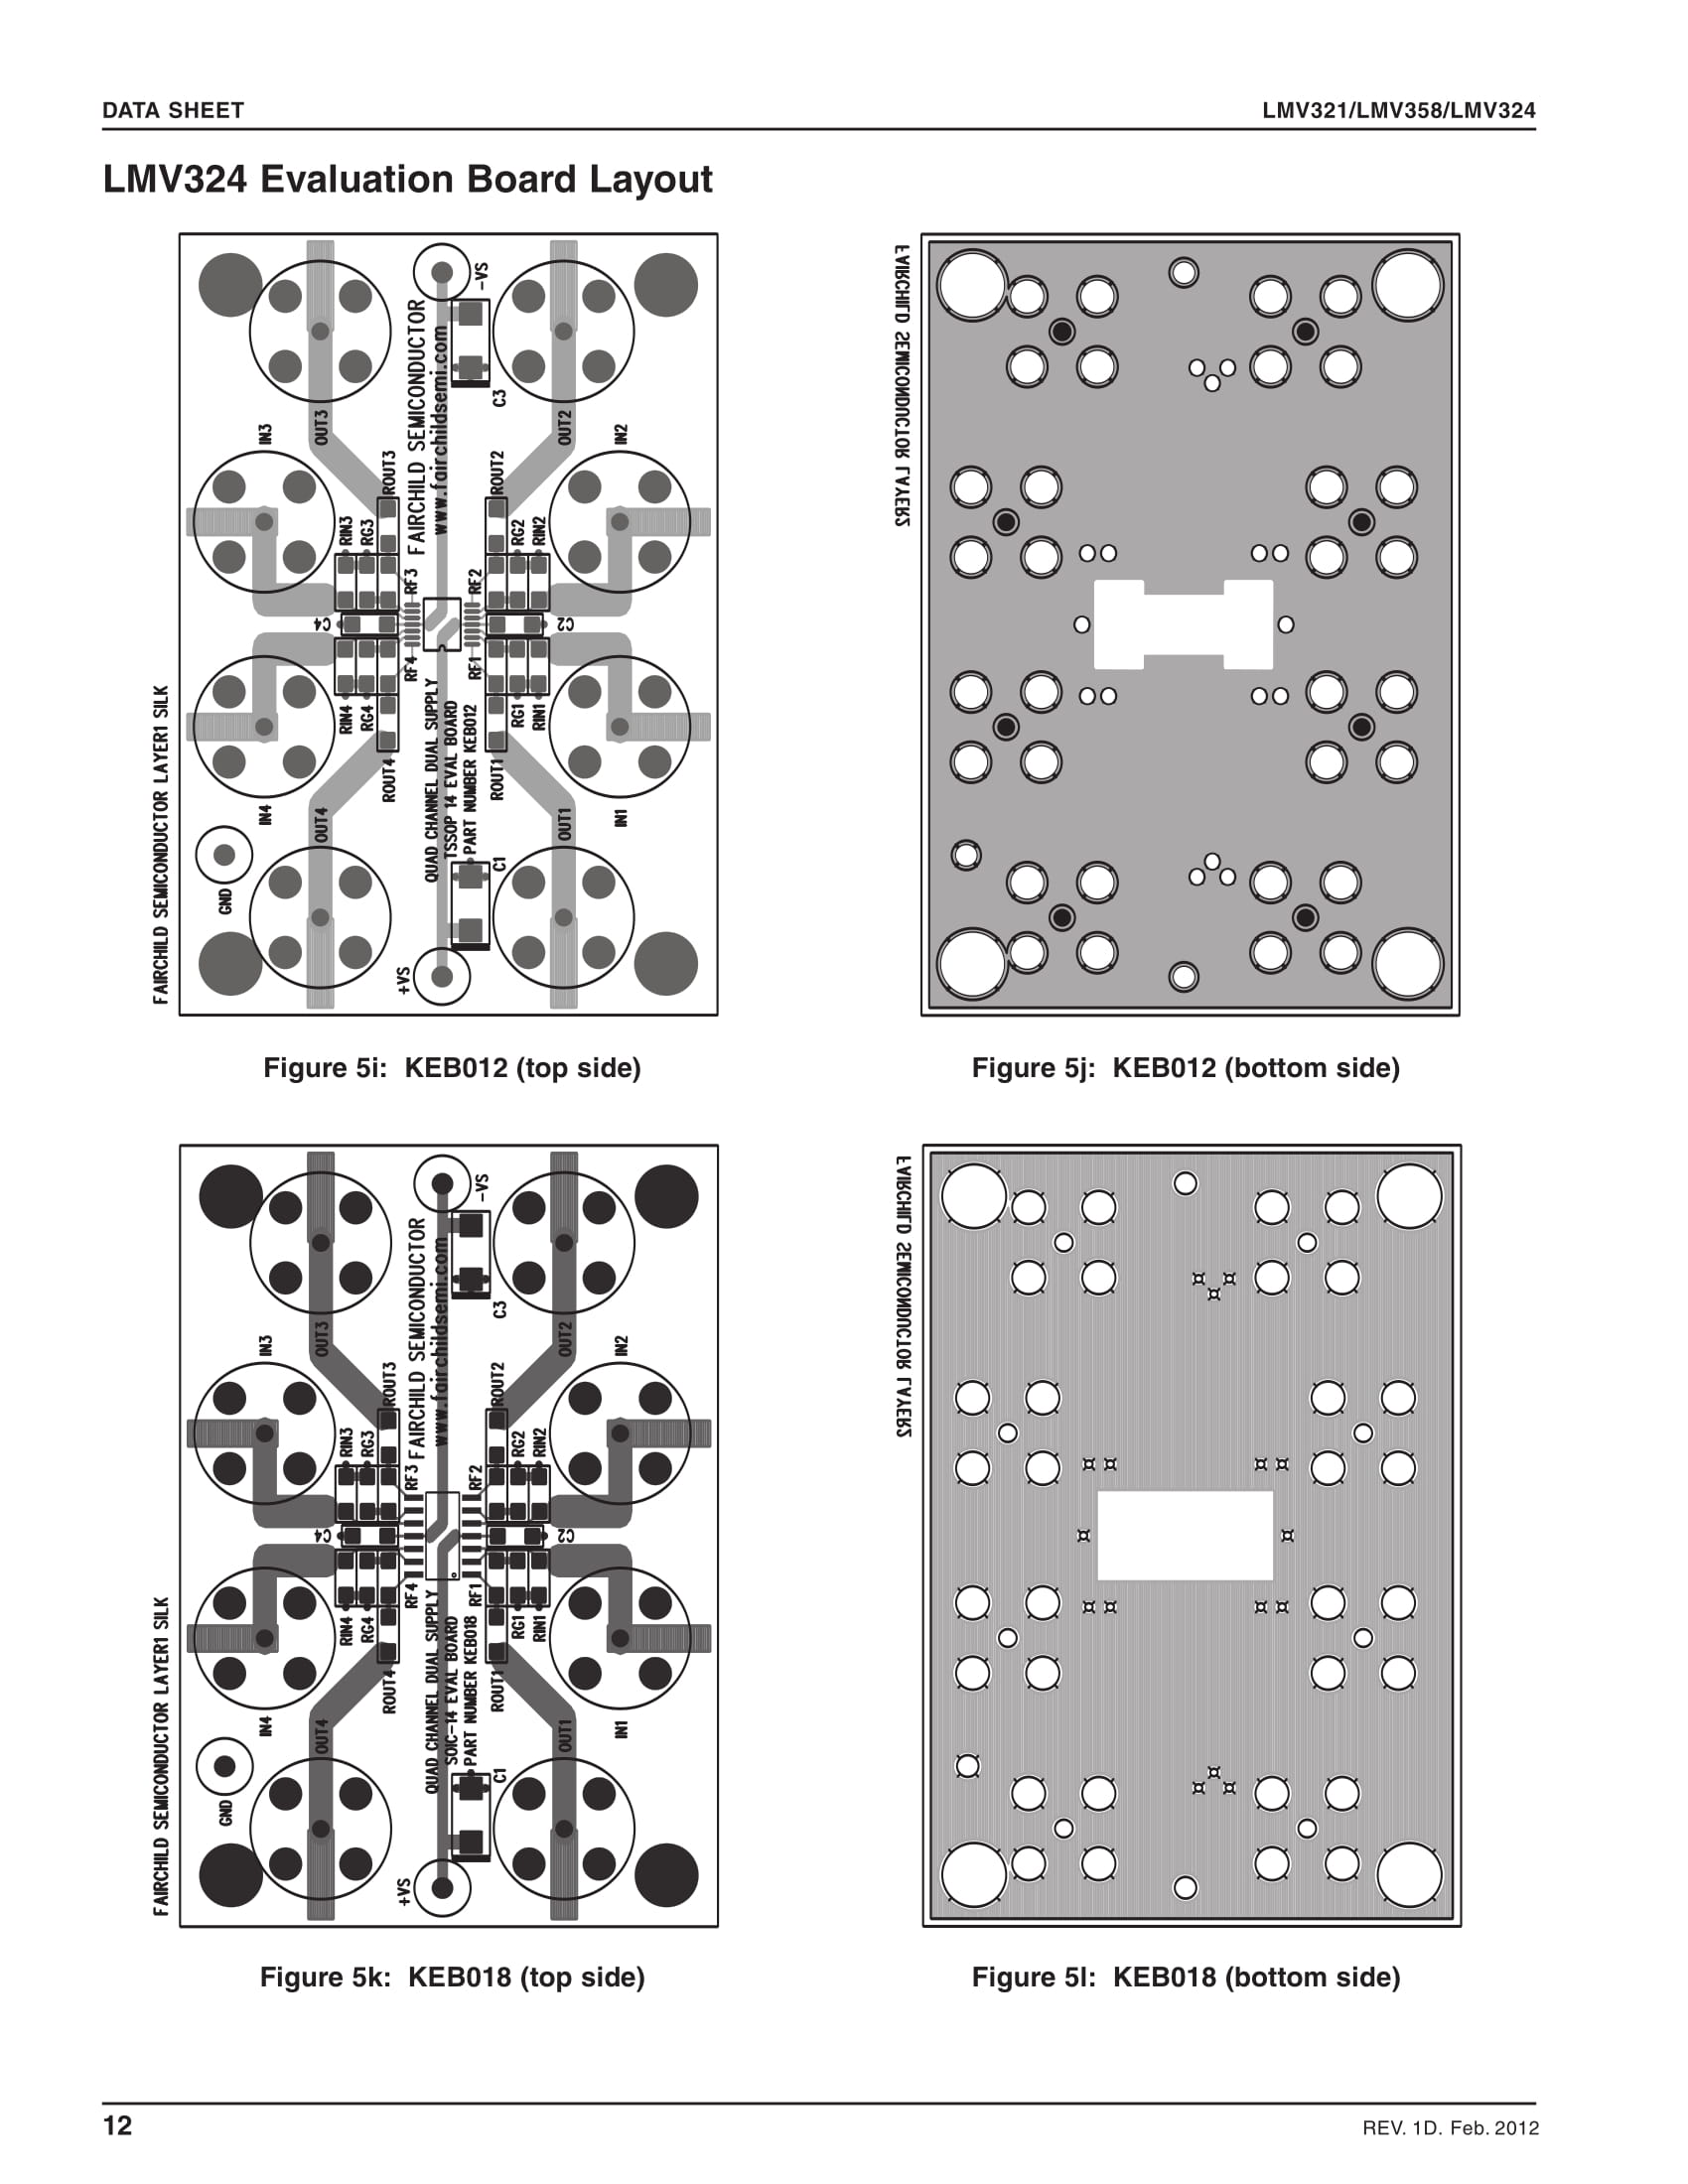 DATA SHEET
LMV321/LMV358/LMV324
LMV324 Evaluation Board Layout
FAIRCHILD SEMICONDUCTOR LAYER1 SILK
-VS
C3
FAIRCHILD SEMICONDUCTOR
www.fairchildsemi.com
OUT3
OUT2
IN3
IN2
ROUT3
ROUT2
RIN3
RG3
RF3
RF2
RG2
RIN2
C4
C2
RIN4
RG4
RF4
RF1
RG1
RIN1
ROUT4
ROUT1
QUAD CHANNEL DUAL SUPPLY
TSSOP 14 EVAL BOARD
PART NUMBER KEB012
IN4
IN1
OUT4
OUT1
GND
C1
+VS
FAIRCHILD SEMICONDUCTOR LAYER2
Figure 5i: KEB012 (top side)
Figure 5j: KEB012 (bottom side)
FAIRCHILD SEMICONDUCTOR LAYER1 SILK
-VS
C3
FAIRCHILD SEMICONDUCTOR
www.fairchildsemi.com
OUT3
OUT2
IN3
IN2
ROUT3
ROUT2
RIN3
RG3
RF3
RF2
RG2
RIN2
C4
C2
RIN4
RG4
RF4
RF1
RG1
RIN1
ROUT4
ROUT1
QUAD CHANNEL DUAL SUPPLY
SOIC-14 EVAL BOARD
PART NUMBER KEB018
IN4
IN1
OUT4
OUT1
GND
C1
+VS
FAIRCHILD SEMICONDUCTOR LAYER2
Figure 5k: KEB018 (top side)
Figure 5l: KEB018 (bottom side)
12
REV. 1D. Feb. 2012